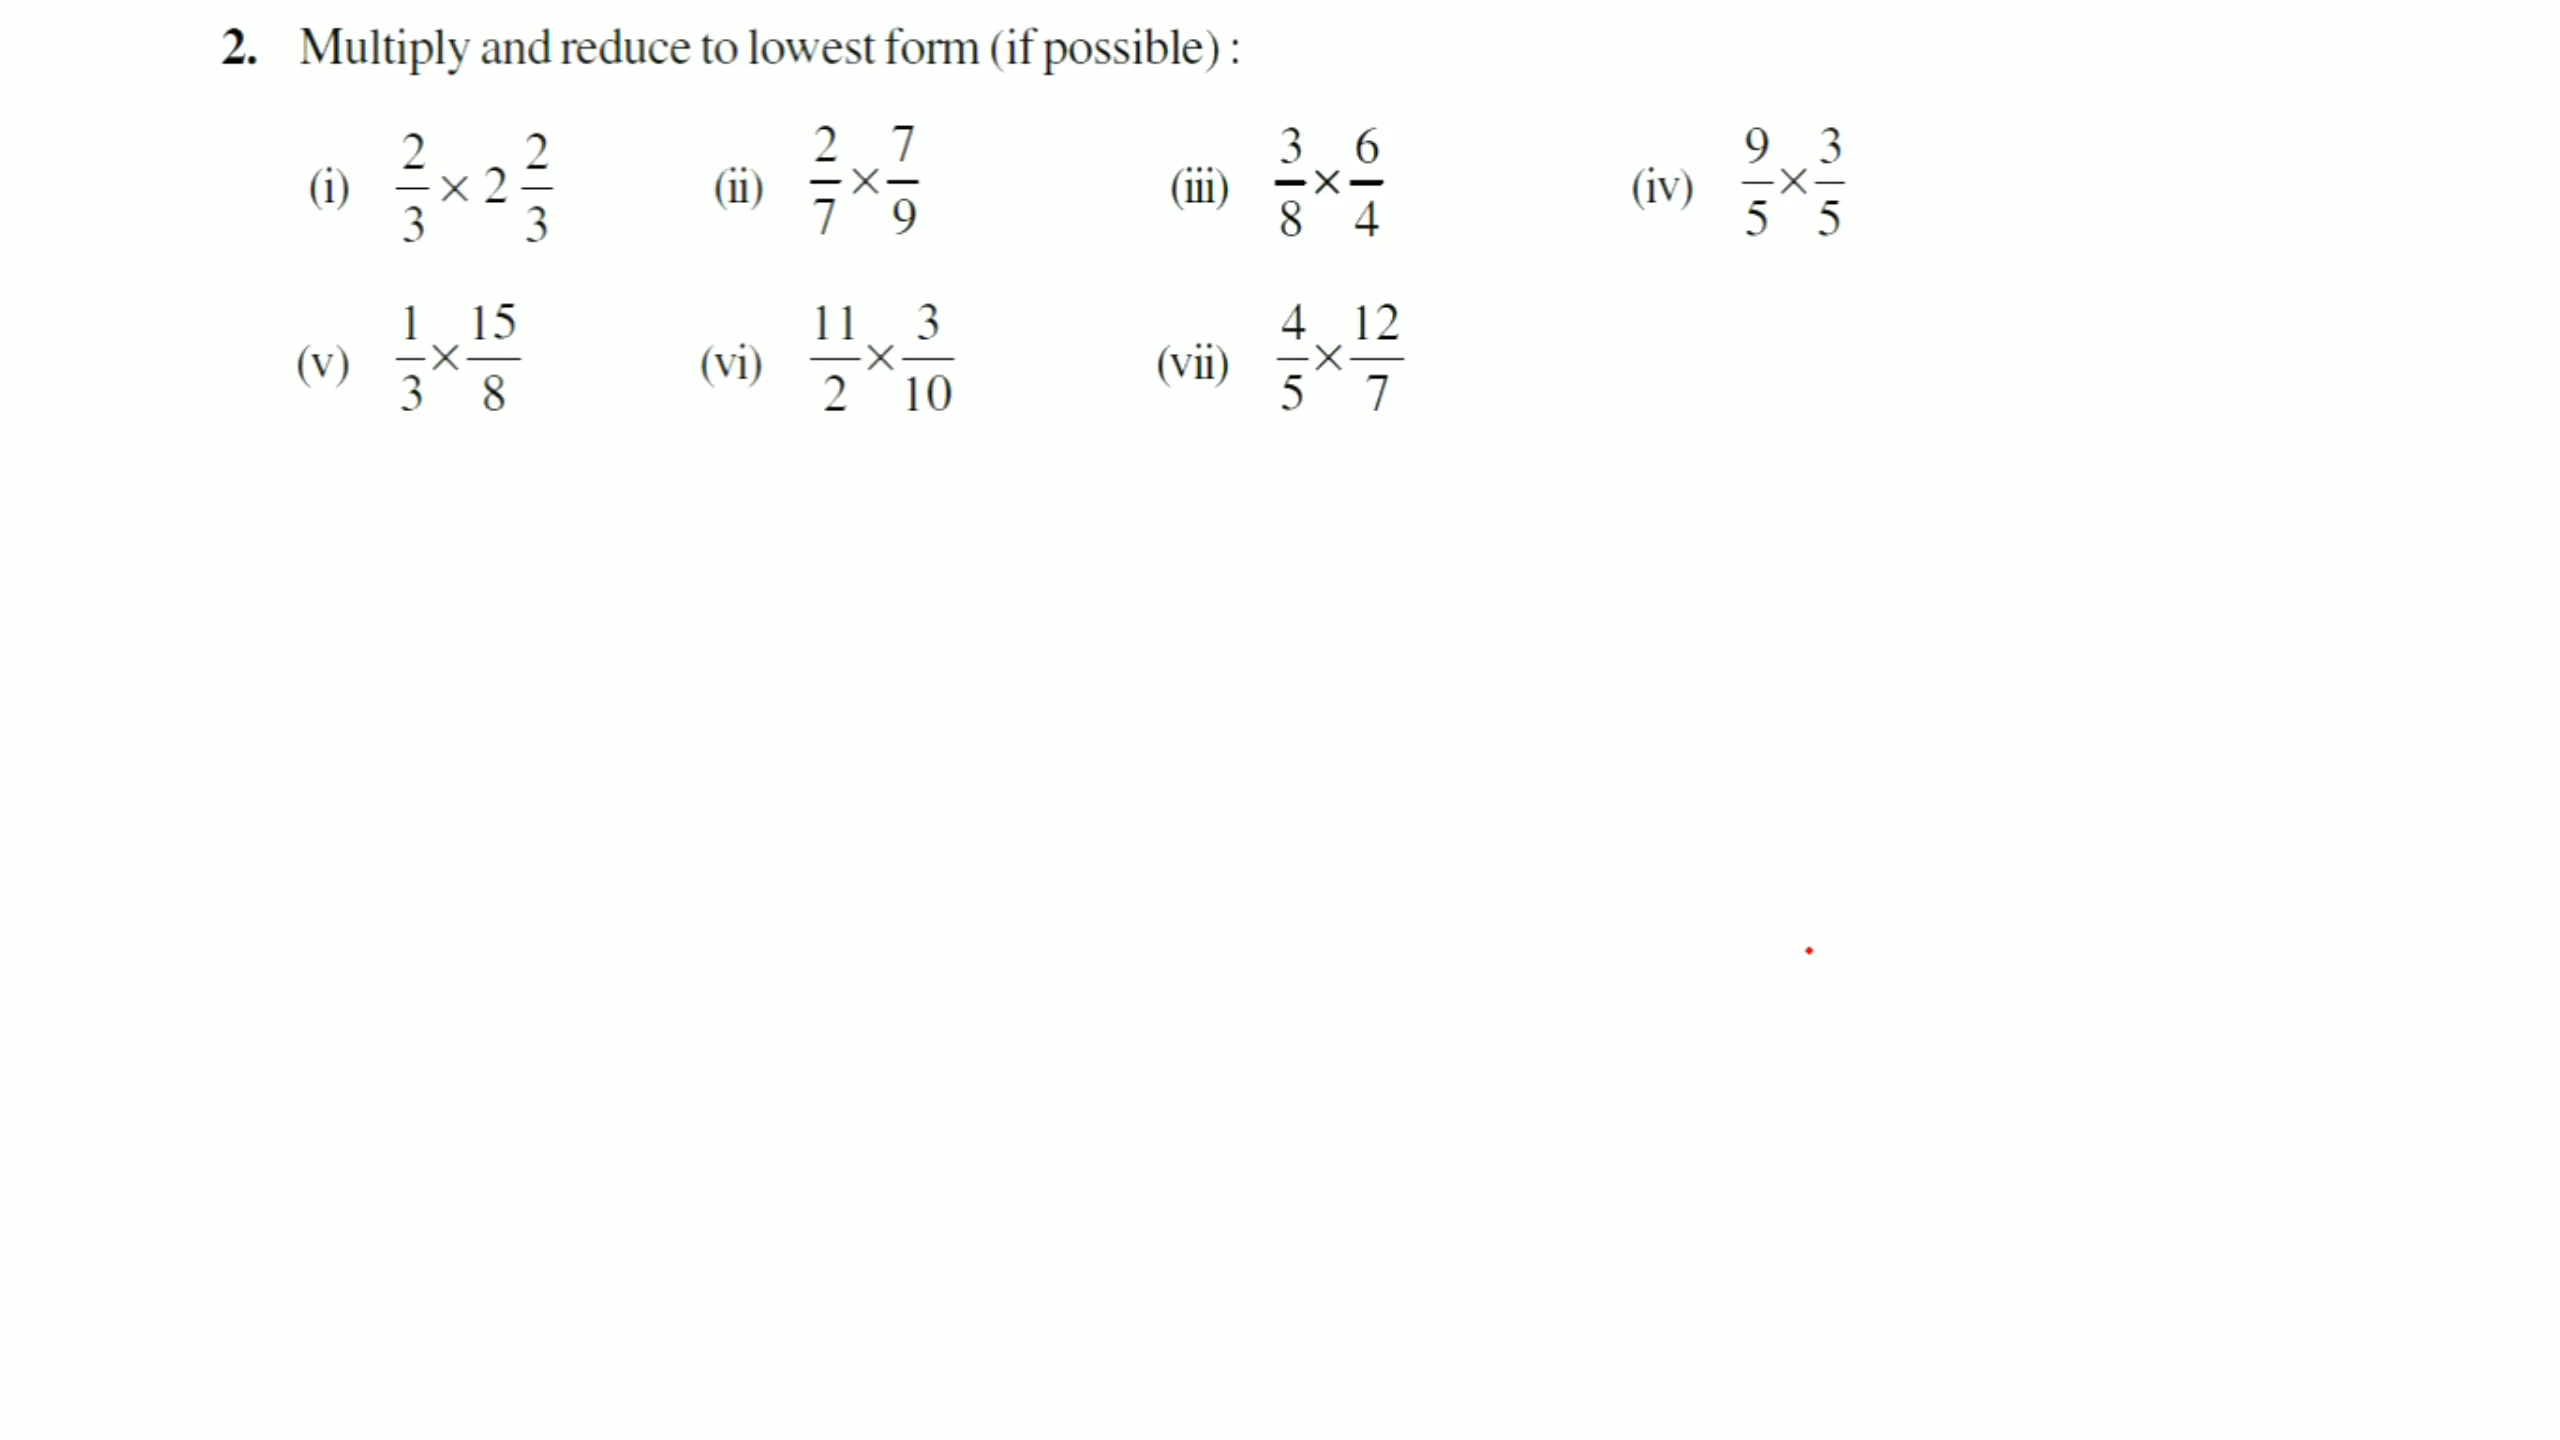 2. Multiply and reduce to lowest form (if possible) :
(i) 2/3 × 2 2/3 (ii) 2/7 × 7/9 (iii) 3/8 × 6/4 (iv) 9/5 × 3/5
(v) 1/3 × 15/8 (vi) 11/2 × 3/10 (vii) 4/5 × 12/7